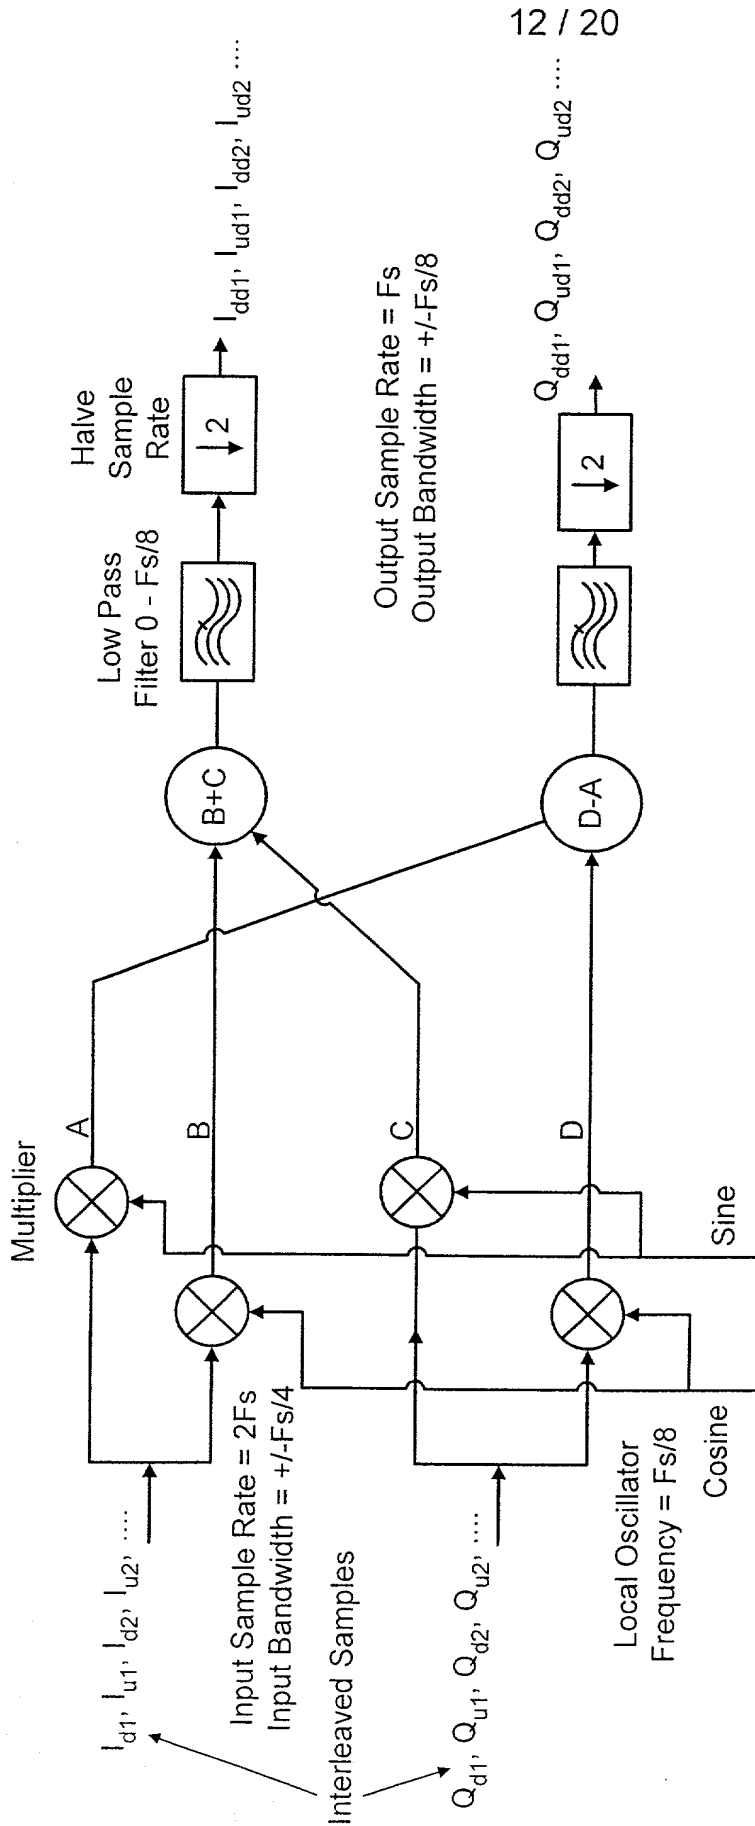 12 / 20
Multiplier
A
B
C
D
B+C
D-A
Low Pass
Filter 0 - Fs/8
Halve
Sample
Rate
↓2
↓2
I_dd1, I_ud1, I_dd2, I_ud2 ....
Output Sample Rate = Fs
Output Bandwidth = +/-Fs/8
Q_dd1, Q_ud1, Q_dd2, Q_ud2 ....
I_d1, I_u1, I_d2, I_u2, ....
Input Sample Rate = 2Fs
Input Bandwidth = +/-Fs/4
Interleaved Samples
Q_d1, Q_u1, Q_d2, Q_u2, ....
Local Oscillator
Frequency = Fs/8
Cosine
Sine